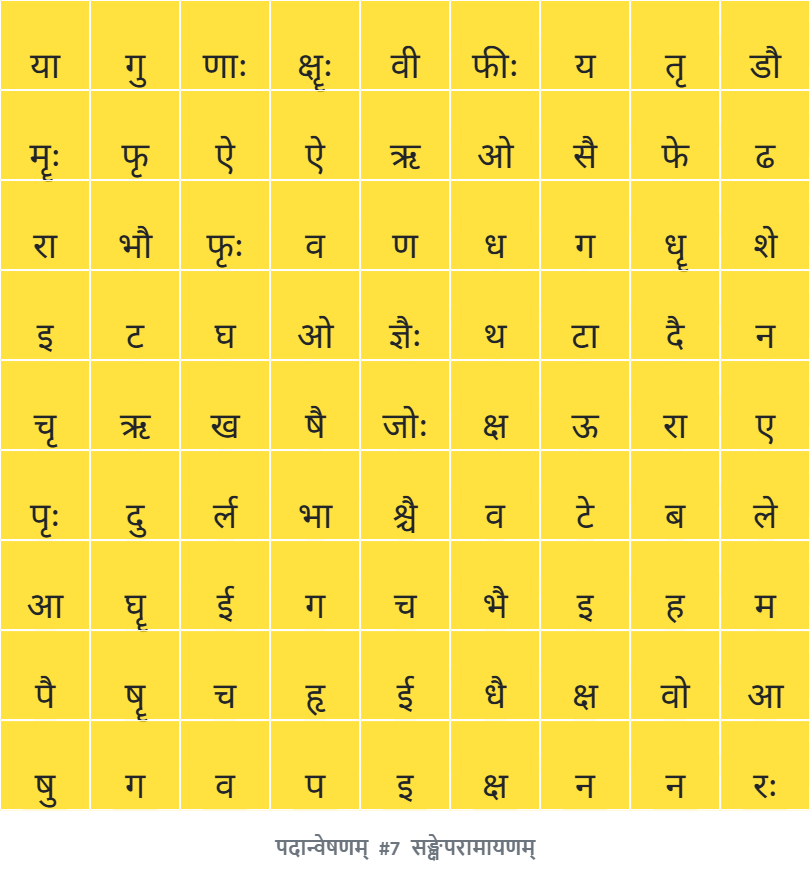 या गु णाः क्षॄः वी फीः य तृ डौ
मॄः फृ ऐ ऐ ऋ ओ सै फे ढ
रा भौ फृः व ण ध ग धॄ शे
इ ट घ ओ ज्ञैः थ टा दै न
चृ ऋ ख षै जोः क्ष ऊ रा ए
पृः दु र्ल भा श्चै व टे ब ले
आ घॄ ई ग च भै इ ह म
पै षॄ च हृ ई धै क्ष वो आ
षु ग व प इ क्ष न न रः
पदान्वेषणम् #7 सङ्क्षेपरामायणम्